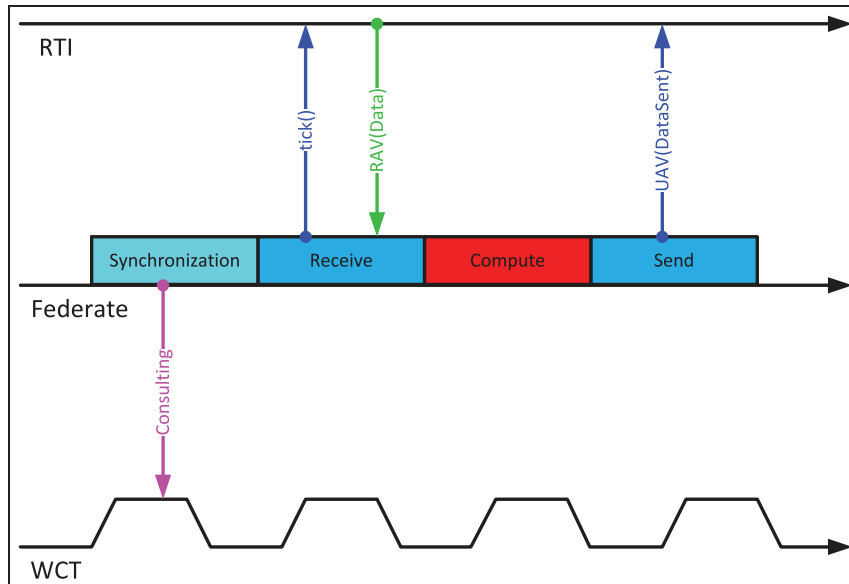 RTI
tick()
RAV(Data)
UAV(DataSent)
Synchronization
Receive
Compute
Send
Federate
Consulting
WCT